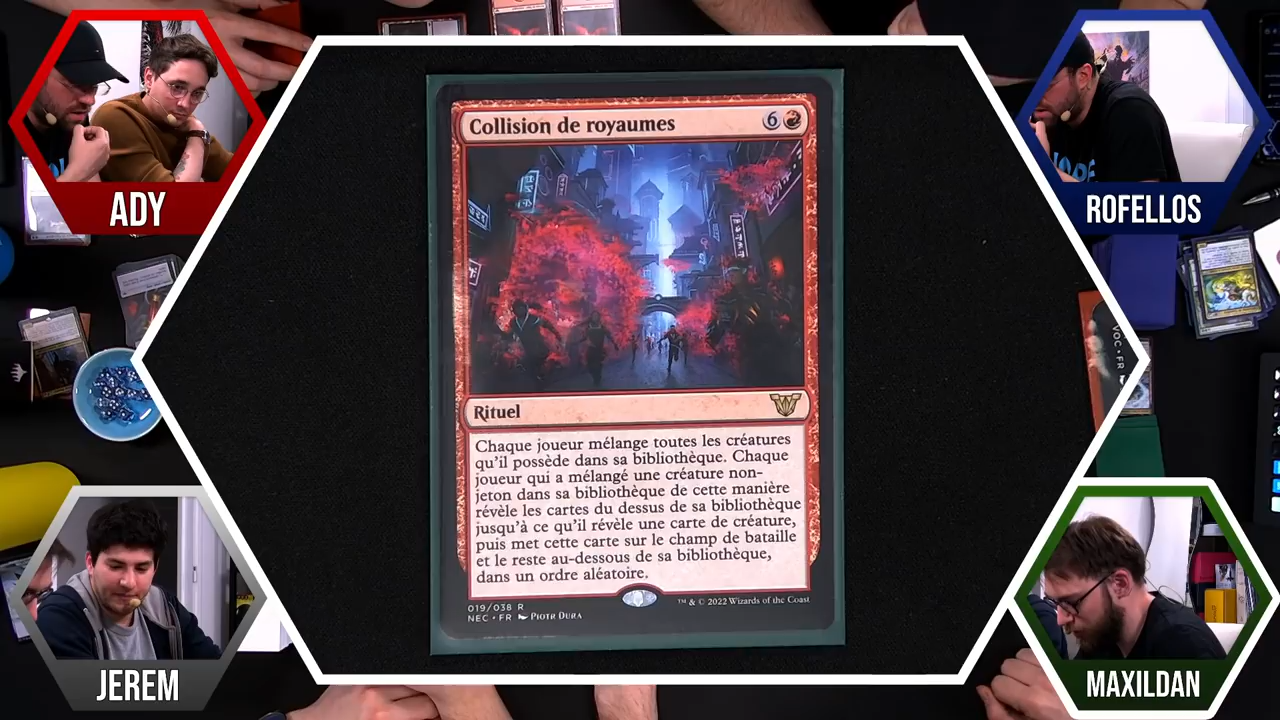 ADY
ROFELLOS
Collision de royaumes
6
Rituel
Chaque joueur mélange toutes les créatures
qu'il possède dans sa bibliothèque. Chaque
joueur qui a mélangé une créature non-
jeton dans sa bibliothèque de cette manière
révèle les cartes du dessus de sa bibliothèque
jusqu'à ce qu'il révèle une carte de créature,
puis met cette carte sur le champ de bataille
et le reste au-dessous de sa bibliothèque,
dans un ordre aléatoire.
019/038 R
NEC • FR Piotr Dura
™ & © 2022 Wizards of the Coast
VOC • FR
JEREM
MAXILDAN